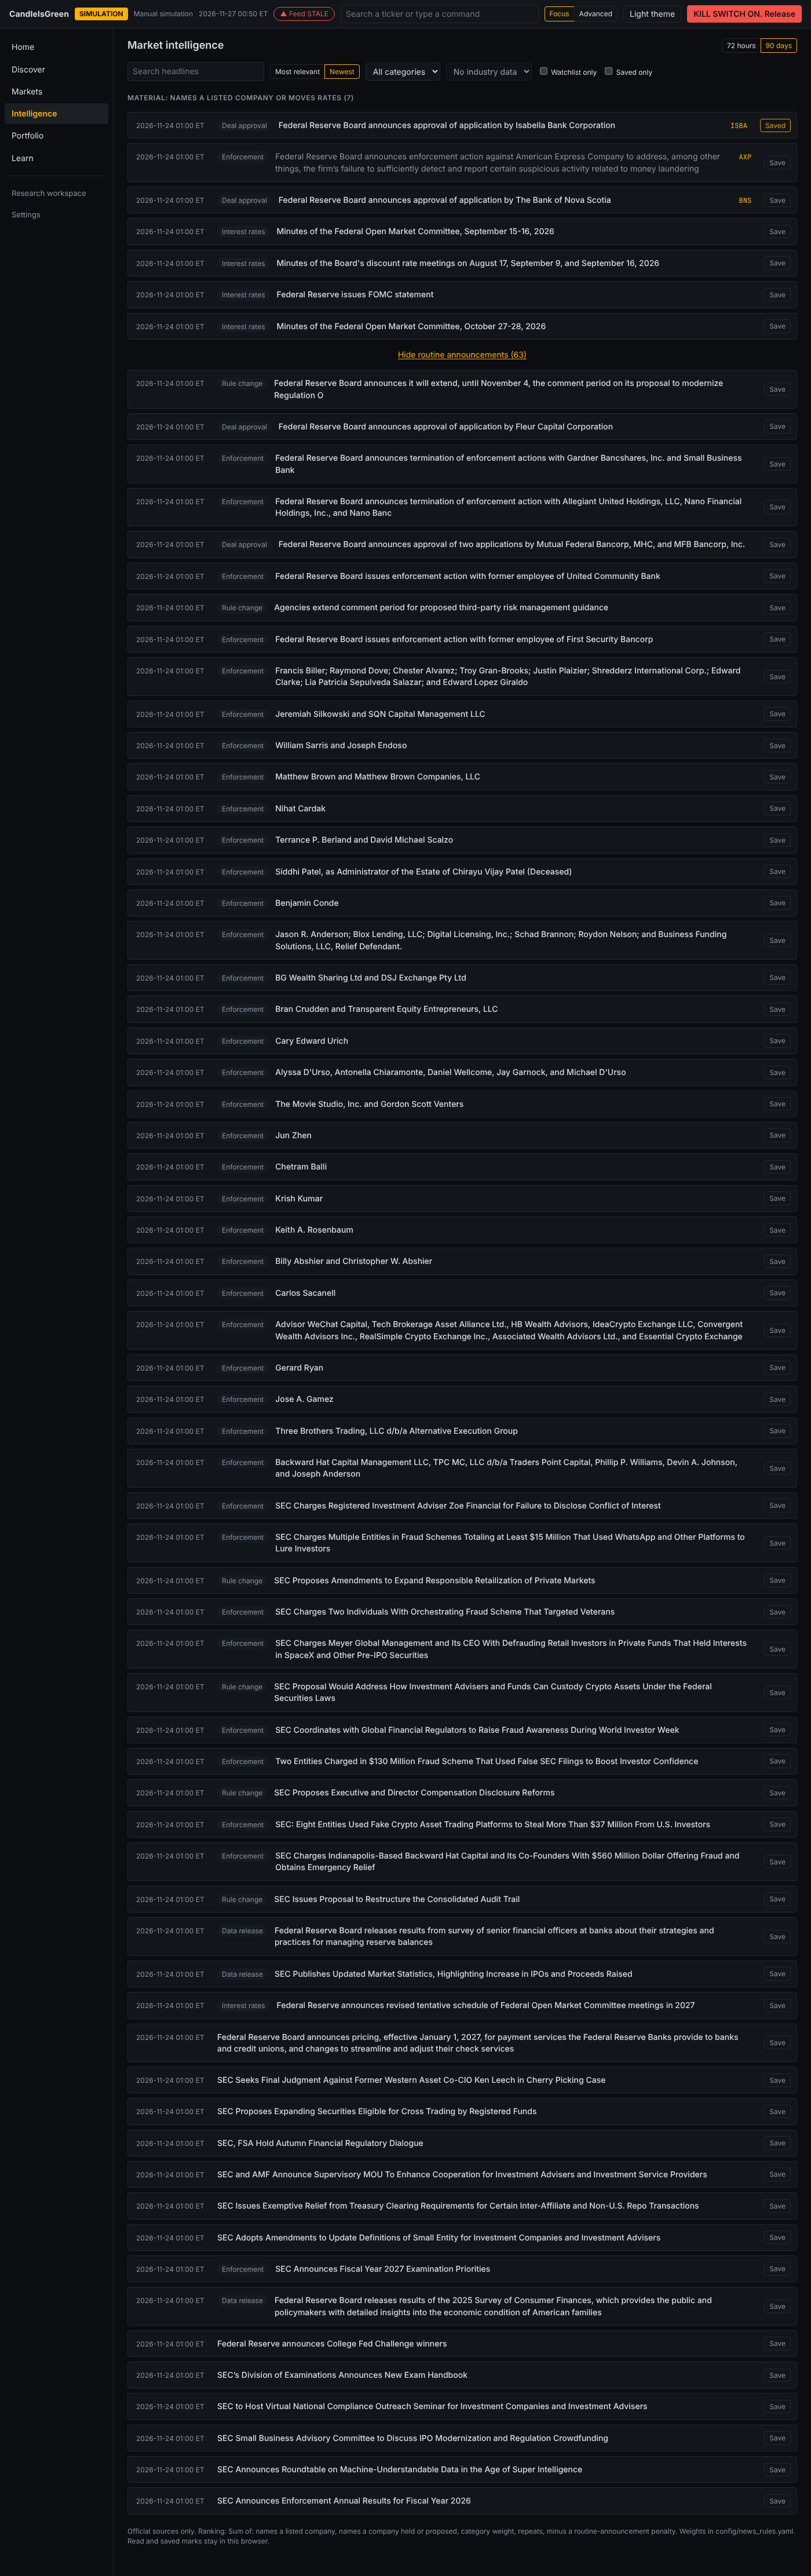 CandleIsGreen SIMULATION Manual simulation 2026-11-27 00:50 ET ▲ Feed STALE Search a ticker or type a command Focus Advanced Light theme KILL SWITCH ON. Release
Home
Discover
Markets
Intelligence
Portfolio
Learn
Research workspace
Settings
Market intelligence 72 hours 90 days
Search headlines Most relevant Newest All categories No industry data Watchlist only Saved only
MATERIAL: NAMES A LISTED COMPANY OR MOVES RATES (7)
2026-11-24 01:00 ET Deal approval Federal Reserve Board announces approval of application by Isabella Bank Corporation ISBA Saved
2026-11-24 01:00 ET Enforcement Federal Reserve Board announces enforcement action against American Express Company to address, among other AXP Save
things, the firm's failure to sufficiently detect and report certain suspicious activity related to money laundering
2026-11-24 01:00 ET Deal approval Federal Reserve Board announces approval of application by The Bank of Nova Scotia BNS Save
2026-11-24 01:00 ET Interest rates Minutes of the Federal Open Market Committee, September 15-16, 2026 Save
2026-11-24 01:00 ET Interest rates Minutes of the Board's discount rate meetings on August 17, September 9, and September 16, 2026 Save
2026-11-24 01:00 ET Interest rates Federal Reserve issues FOMC statement Save
2026-11-24 01:00 ET Interest rates Minutes of the Federal Open Market Committee, October 27-28, 2026 Save
Hide routine announcements (63)
2026-11-24 01:00 ET Rule change Federal Reserve Board announces it will extend, until November 4, the comment period on its proposal to modernize Save
Regulation O
2026-11-24 01:00 ET Deal approval Federal Reserve Board announces approval of application by Fleur Capital Corporation Save
2026-11-24 01:00 ET Enforcement Federal Reserve Board announces termination of enforcement actions with Gardner Bancshares, Inc. and Small Business Save
Bank
2026-11-24 01:00 ET Enforcement Federal Reserve Board announces termination of enforcement action with Allegiant United Holdings, LLC, Nano Financial Save
Holdings, Inc., and Nano Banc
2026-11-24 01:00 ET Deal approval Federal Reserve Board announces approval of two applications by Mutual Federal Bancorp, MHC, and MFB Bancorp, Inc. Save
2026-11-24 01:00 ET Enforcement Federal Reserve Board issues enforcement action with former employee of United Community Bank Save
2026-11-24 01:00 ET Rule change Agencies extend comment period for proposed third-party risk management guidance Save
2026-11-24 01:00 ET Enforcement Federal Reserve Board issues enforcement action with former employee of First Security Bancorp Save
2026-11-24 01:00 ET Enforcement Francis Biller; Raymond Dove; Chester Alvarez; Troy Gran-Brooks; Justin Plaizier; Shredderz International Corp.; Edward Save
Clarke; Lia Patricia Sepulveda Salazar; and Edward Lopez Giraldo
2026-11-24 01:00 ET Enforcement Jeremiah Silkowski and SQN Capital Management LLC Save
2026-11-24 01:00 ET Enforcement William Sarris and Joseph Endoso Save
2026-11-24 01:00 ET Enforcement Matthew Brown and Matthew Brown Companies, LLC Save
2026-11-24 01:00 ET Enforcement Nihat Cardak Save
2026-11-24 01:00 ET Enforcement Terrance P. Berland and David Michael Scalzo Save
2026-11-24 01:00 ET Enforcement Siddhi Patel, as Administrator of the Estate of Chirayu Vijay Patel (Deceased) Save
2026-11-24 01:00 ET Enforcement Benjamin Conde Save
2026-11-24 01:00 ET Enforcement Jason R. Anderson; Blox Lending, LLC; Digital Licensing, Inc.; Schad Brannon; Roydon Nelson; and Business Funding Save
Solutions, LLC, Relief Defendant.
2026-11-24 01:00 ET Enforcement BG Wealth Sharing Ltd and DSJ Exchange Pty Ltd Save
2026-11-24 01:00 ET Enforcement Bran Crudden and Transparent Equity Entrepreneurs, LLC Save
2026-11-24 01:00 ET Enforcement Cary Edward Urich Save
2026-11-24 01:00 ET Enforcement Alyssa D'Urso, Antonella Chiaramonte, Daniel Wellcome, Jay Garnock, and Michael D'Urso Save
2026-11-24 01:00 ET Enforcement The Movie Studio, Inc. and Gordon Scott Venters Save
2026-11-24 01:00 ET Enforcement Jun Zhen Save
2026-11-24 01:00 ET Enforcement Chetram Balli Save
2026-11-24 01:00 ET Enforcement Krish Kumar Save
2026-11-24 01:00 ET Enforcement Keith A. Rosenbaum Save
2026-11-24 01:00 ET Enforcement Billy Abshier and Christopher W. Abshier Save
2026-11-24 01:00 ET Enforcement Carlos Sacanell Save
2026-11-24 01:00 ET Enforcement Advisor WeChat Capital, Tech Brokerage Asset Alliance Ltd., HB Wealth Advisors, IdeaCrypto Exchange LLC, Convergent Save
Wealth Advisors Inc., RealSimple Crypto Exchange Inc., Associated Wealth Advisors Ltd., and Essential Crypto Exchange
2026-11-24 01:00 ET Enforcement Gerard Ryan Save
2026-11-24 01:00 ET Enforcement Jose A. Gamez Save
2026-11-24 01:00 ET Enforcement Three Brothers Trading, LLC d/b/a Alternative Execution Group Save
2026-11-24 01:00 ET Enforcement Backward Hat Capital Management LLC, TPC MC, LLC d/b/a Traders Point Capital, Phillip P. Williams, Devin A. Johnson, Save
and Joseph Anderson
2026-11-24 01:00 ET Enforcement SEC Charges Registered Investment Adviser Zoe Financial for Failure to Disclose Conflict of Interest Save
2026-11-24 01:00 ET Enforcement SEC Charges Multiple Entities in Fraud Schemes Totaling at Least $15 Million That Used WhatsApp and Other Platforms to Save
Lure Investors
2026-11-24 01:00 ET Rule change SEC Proposes Amendments to Expand Responsible Retailization of Private Markets Save
2026-11-24 01:00 ET Enforcement SEC Charges Two Individuals With Orchestrating Fraud Scheme That Targeted Veterans Save
2026-11-24 01:00 ET Enforcement SEC Charges Meyer Global Management and Its CEO With Defrauding Retail Investors in Private Funds That Held Interests Save
in SpaceX and Other Pre-IPO Securities
2026-11-24 01:00 ET Rule change SEC Proposal Would Address How Investment Advisers and Funds Can Custody Crypto Assets Under the Federal Save
Securities Laws
2026-11-24 01:00 ET Enforcement SEC Coordinates with Global Financial Regulators to Raise Fraud Awareness During World Investor Week Save
2026-11-24 01:00 ET Enforcement Two Entities Charged in $130 Million Fraud Scheme That Used False SEC Filings to Boost Investor Confidence Save
2026-11-24 01:00 ET Rule change SEC Proposes Executive and Director Compensation Disclosure Reforms Save
2026-11-24 01:00 ET Enforcement SEC: Eight Entities Used Fake Crypto Asset Trading Platforms to Steal More Than $37 Million From U.S. Investors Save
2026-11-24 01:00 ET Enforcement SEC Charges Indianapolis-Based Backward Hat Capital and Its Co-Founders With $560 Million Dollar Offering Fraud and Save
Obtains Emergency Relief
2026-11-24 01:00 ET Rule change SEC Issues Proposal to Restructure the Consolidated Audit Trail Save
2026-11-24 01:00 ET Data release Federal Reserve Board releases results from survey of senior financial officers at banks about their strategies and Save
practices for managing reserve balances
2026-11-24 01:00 ET Data release SEC Publishes Updated Market Statistics, Highlighting Increase in IPOs and Proceeds Raised Save
2026-11-24 01:00 ET Interest rates Federal Reserve announces revised tentative schedule of Federal Open Market Committee meetings in 2027 Save
2026-11-24 01:00 ET Federal Reserve Board announces pricing, effective January 1, 2027, for payment services the Federal Reserve Banks provide to banks Save
and credit unions, and changes to streamline and adjust their check services
2026-11-24 01:00 ET SEC Seeks Final Judgment Against Former Western Asset Co-CIO Ken Leech in Cherry Picking Case Save
2026-11-24 01:00 ET SEC Proposes Expanding Securities Eligible for Cross Trading by Registered Funds Save
2026-11-24 01:00 ET SEC, FSA Hold Autumn Financial Regulatory Dialogue Save
2026-11-24 01:00 ET SEC and AMF Announce Supervisory MOU To Enhance Cooperation for Investment Advisers and Investment Service Providers Save
2026-11-24 01:00 ET SEC Issues Exemptive Relief from Treasury Clearing Requirements for Certain Inter-Affiliate and Non-U.S. Repo Transactions Save
2026-11-24 01:00 ET SEC Adopts Amendments to Update Definitions of Small Entity for Investment Companies and Investment Advisers Save
2026-11-24 01:00 ET Enforcement SEC Announces Fiscal Year 2027 Examination Priorities Save
2026-11-24 01:00 ET Data release Federal Reserve Board releases results of the 2025 Survey of Consumer Finances, which provides the public and Save
policymakers with detailed insights into the economic condition of American families
2026-11-24 01:00 ET Federal Reserve announces College Fed Challenge winners Save
2026-11-24 01:00 ET SEC's Division of Examinations Announces New Exam Handbook Save
2026-11-24 01:00 ET SEC to Host Virtual National Compliance Outreach Seminar for Investment Companies and Investment Advisers Save
2026-11-24 01:00 ET SEC Small Business Advisory Committee to Discuss IPO Modernization and Regulation Crowdfunding Save
2026-11-24 01:00 ET SEC Announces Roundtable on Machine-Understandable Data in the Age of Super Intelligence Save
2026-11-24 01:00 ET SEC Announces Enforcement Annual Results for Fiscal Year 2026 Save
Official sources only. Ranking: Sum of: names a listed company, names a company held or proposed, category weight, repeats, minus a routine-announcement penalty. Weights in config/news_rules.yaml.
Read and saved marks stay in this browser.